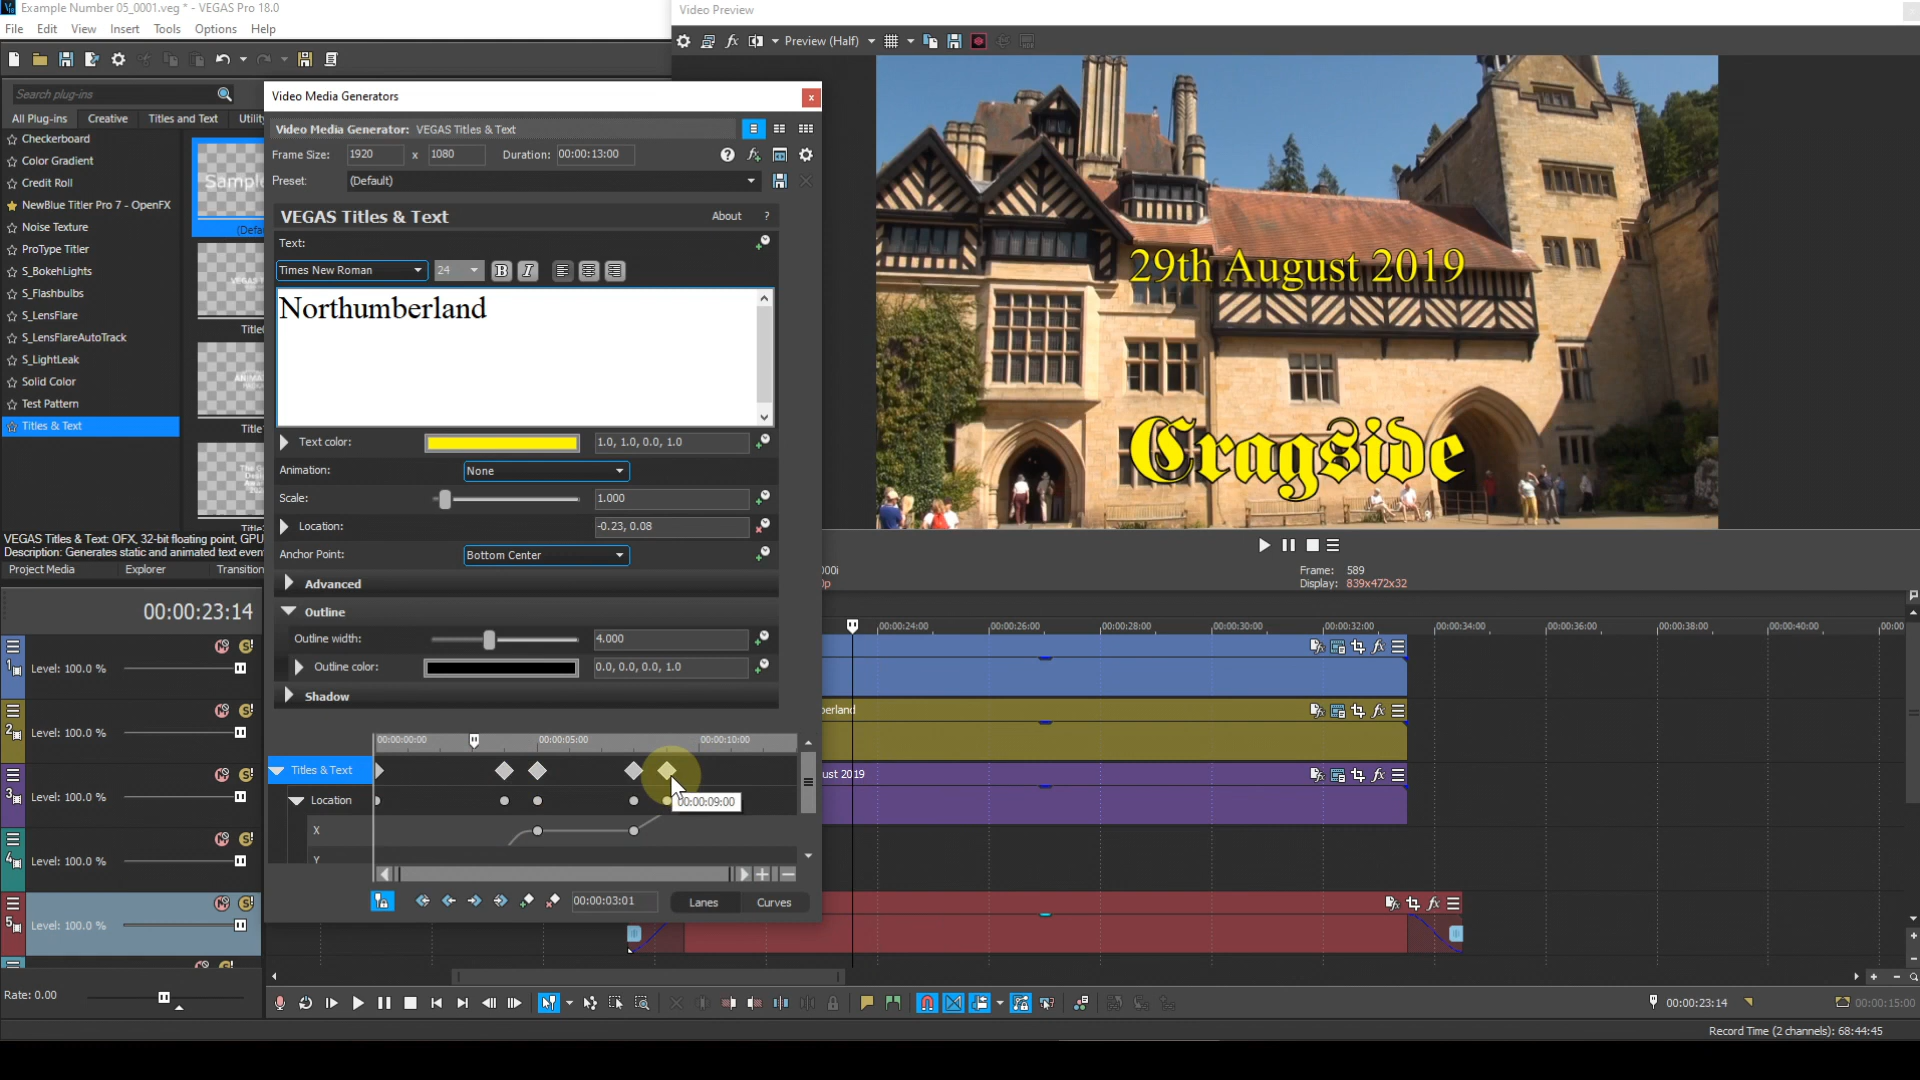 Example Number 05_0001.veg * - VEGAS Pro 18.0
File Edit View Insert Tools Options Help
Search plug-ins
All Plug-ins Creative Titles and Text
Checkerboard
Color Gradient
Credit Roll
NewBlue Titler Pro 7 - OpenFX
Noise Texture
ProType Titler
S_BokehLights
S_Flashbulbs
S_LensFlare
S_LensFlareAutoTrack
S_LightLeak
Solid Color
Test Pattern
Titles & Text
VEGAS Titles & Text: OFX, 32-bit floating point, GPU
Description: Generates static and animated text even
Project Media Explorer Transition
Video Media Generators
Video Media Generator: VEGAS Titles & Text
Frame Size: 1920 x 1080 Duration: 00:00:13:00
Preset: (Default)
VEGAS Titles & Text About ?
Text:
Times New Roman 24 B I
Northumberland
Text color: 1.0, 1.0, 0.0, 1.0
Animation: None
Scale: 1.000
Location: -0.23, 0.08
Anchor Point: Bottom Center
Advanced
Outline
Outline width: 4.000
Outline color: 0.0, 0.0, 0.0, 1.0
Shadow
00:00:00:00 00:00:05:00 00:00:10:00
Titles & Text
Location
00:00:09:00
X
Y
00:00:03:01 Lanes Curves
Video Preview
Preview (Half)
29th August 2019
Cragside
Frame: 589
Display: 839x472x32
00:00:23:14
00:00:24:00 00:00:26:00 00:00:28:00 00:00:30:00 00:00:32:00 00:00:34:00 00:00:36:00 00:00:38:00 00:00:40:00
1 Level: 100.0 %
2 Level: 100.0 %
berland
3 Level: 100.0 %
ust 2019
4 Level: 100.0 %
5 Level: 100.0 %
Rate: 0.00
00:00:23:14 00:00:15:00
Record Time (2 channels): 68:44:45